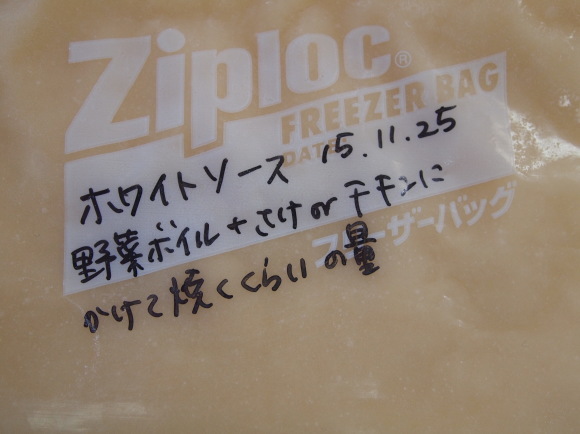 Ziploc®
FREEZER BAG
DATE
ホワイトソース 15.11.25
野菜ボイル+さけorチキンに
フリーザーバッグ
かけて焼くくらいの量